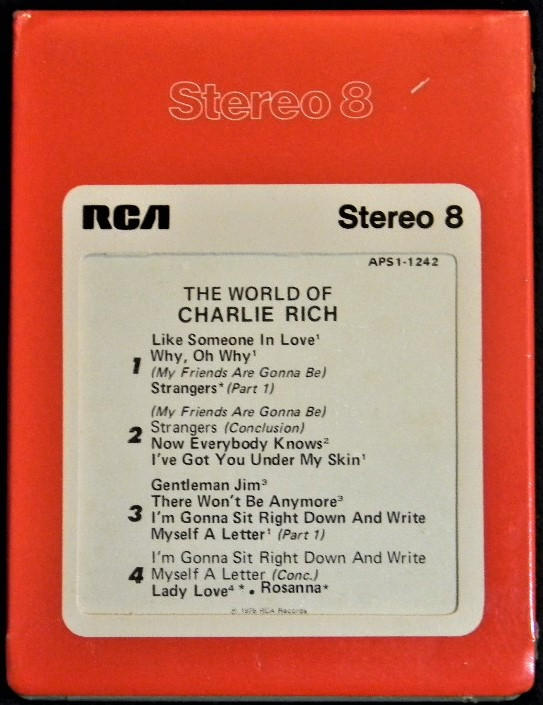 Stereo 8
RCA Stereo 8
APS1-1242
THE WORLD OF
CHARLIE RICH
1
Like Someone In Love¹
Why, Oh Why¹
(My Friends Are Gonna Be)
Strangers* (Part 1)
2
(My Friends Are Gonna Be)
Strangers (Conclusion)
Now Everybody Knows²
I've Got You Under My Skin¹
3
Gentleman Jim³
There Won't Be Anymore³
I'm Gonna Sit Right Down And Write
Myself A Letter¹ (Part 1)
4
I'm Gonna Sit Right Down And Write
Myself A Letter (Conc.)
Lady Love⁴* • Rosanna*
℗ 1975 RCA Records